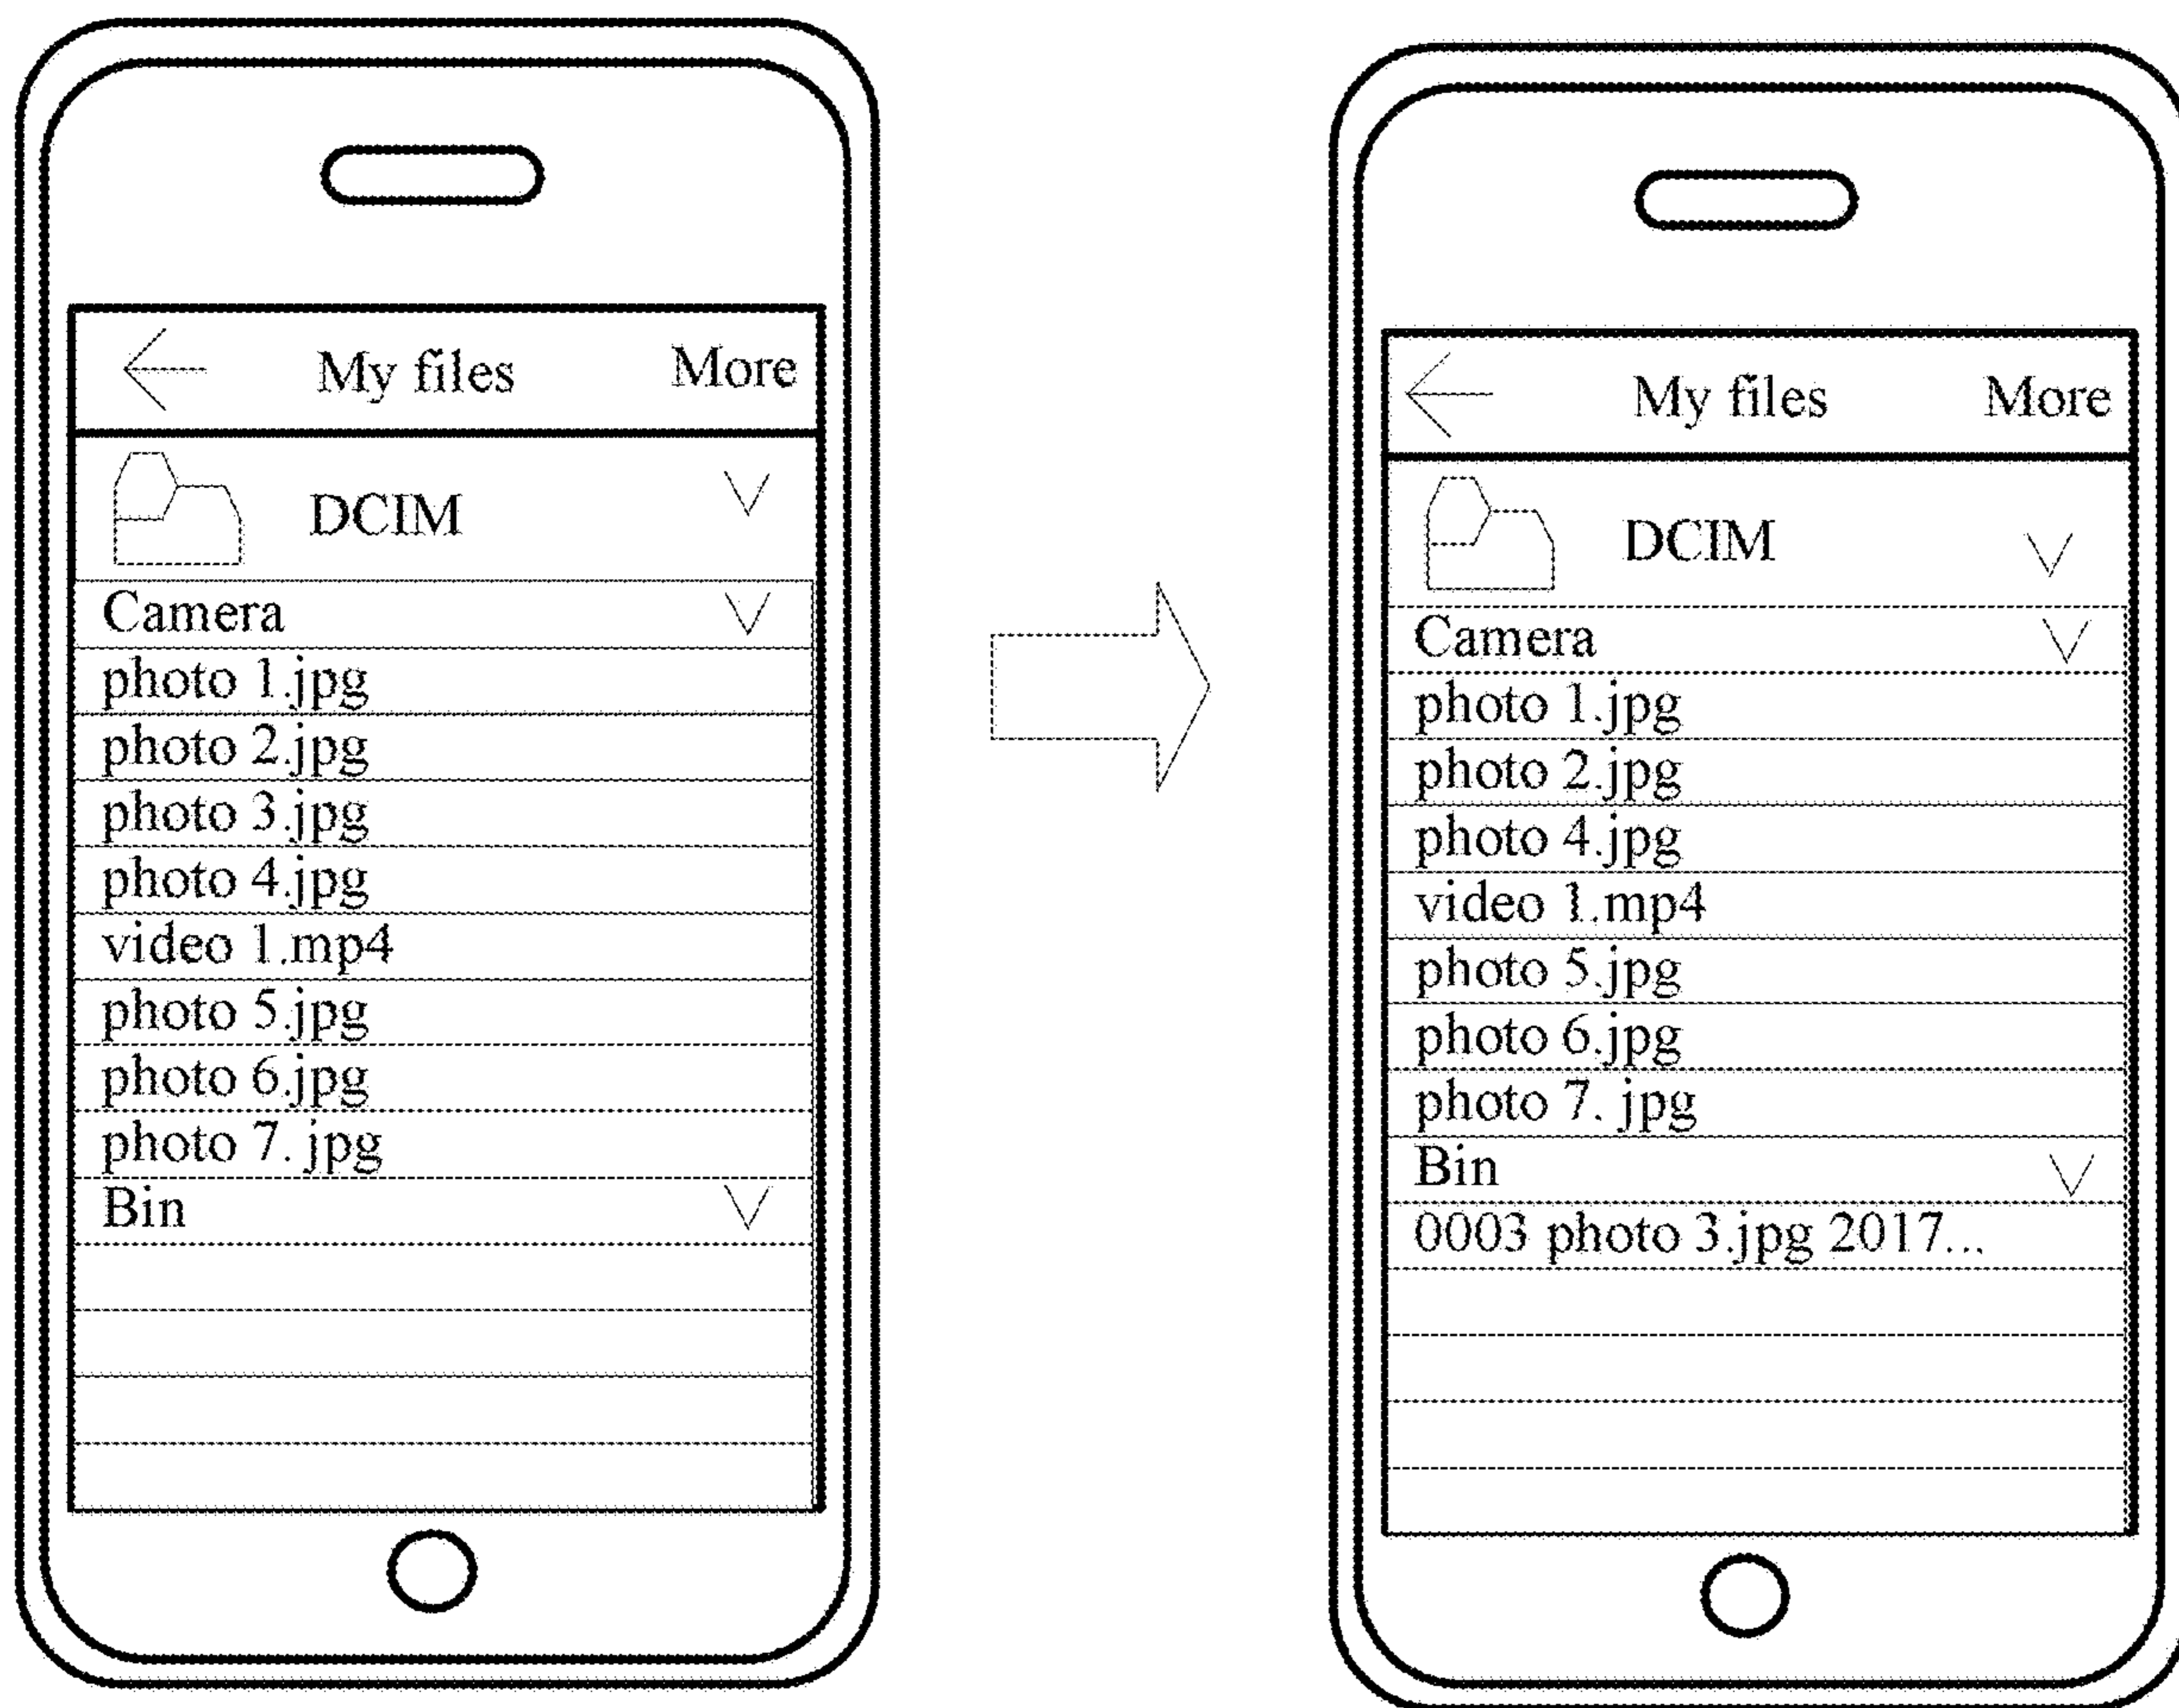 My files More
DCIM
Camera
photo 1.jpg
photo 2.jpg
photo 3.jpg
photo 4.jpg
video 1.mp4
photo 5.jpg
photo 6.jpg
photo 7. jpg
Bin
My files More
DCIM
Camera
photo 1.jpg
photo 2.jpg
photo 4.jpg
video 1.mp4
photo 5.jpg
photo 6.jpg
photo 7. jpg
Bin
0003 photo 3.jpg 2017...